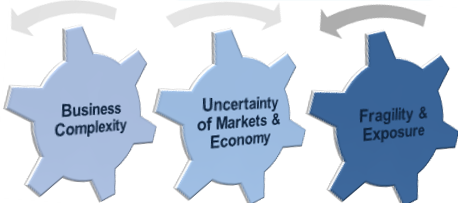 Business
Complexity
Uncertainty
of Markets &
Economy
Fragility &
Exposure